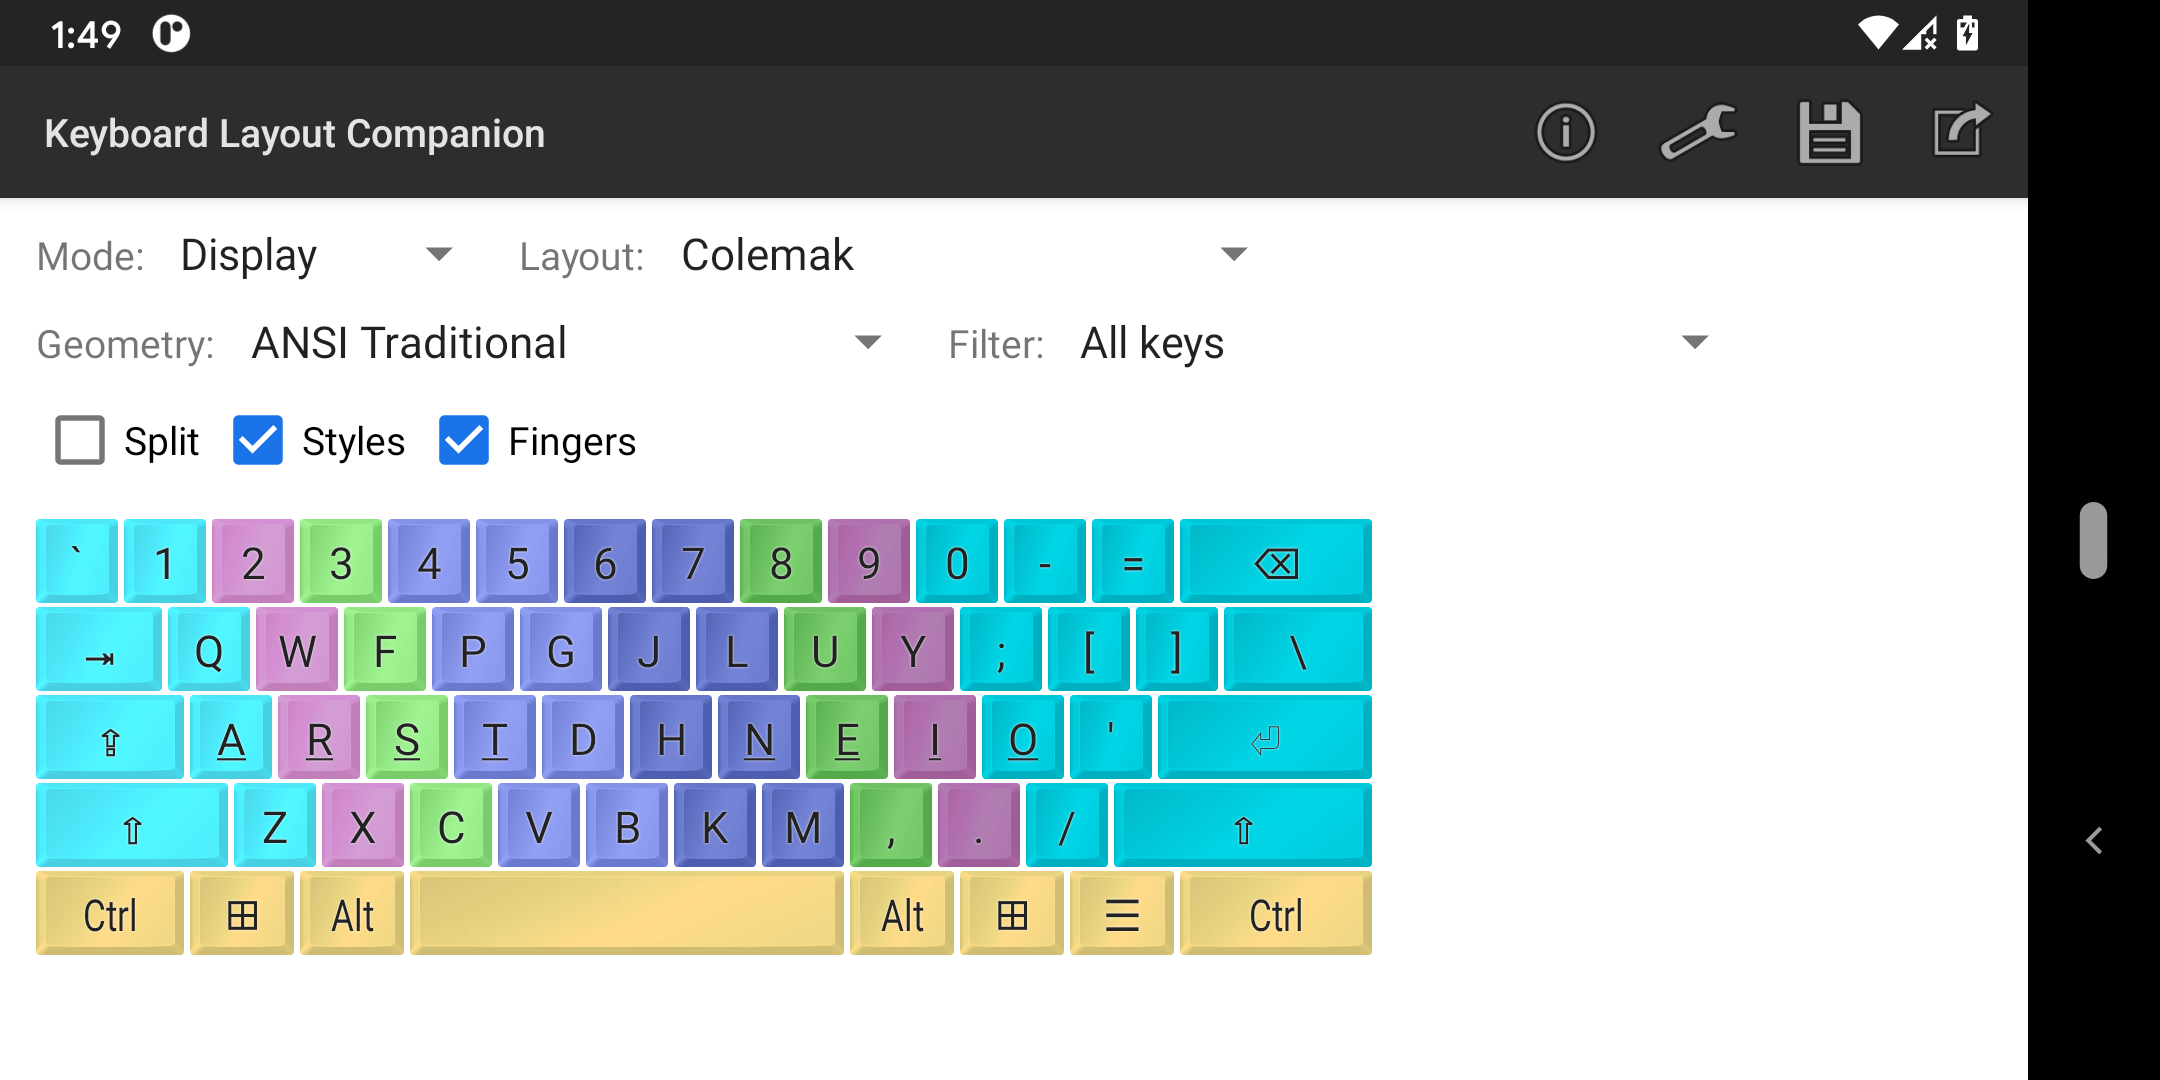 1:49
Keyboard Layout Companion
Mode: Display Layout: Colemak
Geometry: ANSI Traditional Filter: All keys
Split Styles Fingers
` 1 2 3 4 5 6 7 8 9 0 - = ⌫
⇥ Q W F P G J L U Y ; [ ] \
⇪ A R S T D H N E I O ' ⏎
⇧ Z X C V B K M , . / ⇧
Ctrl ⊞ Alt Alt ⊞ ☰ Ctrl